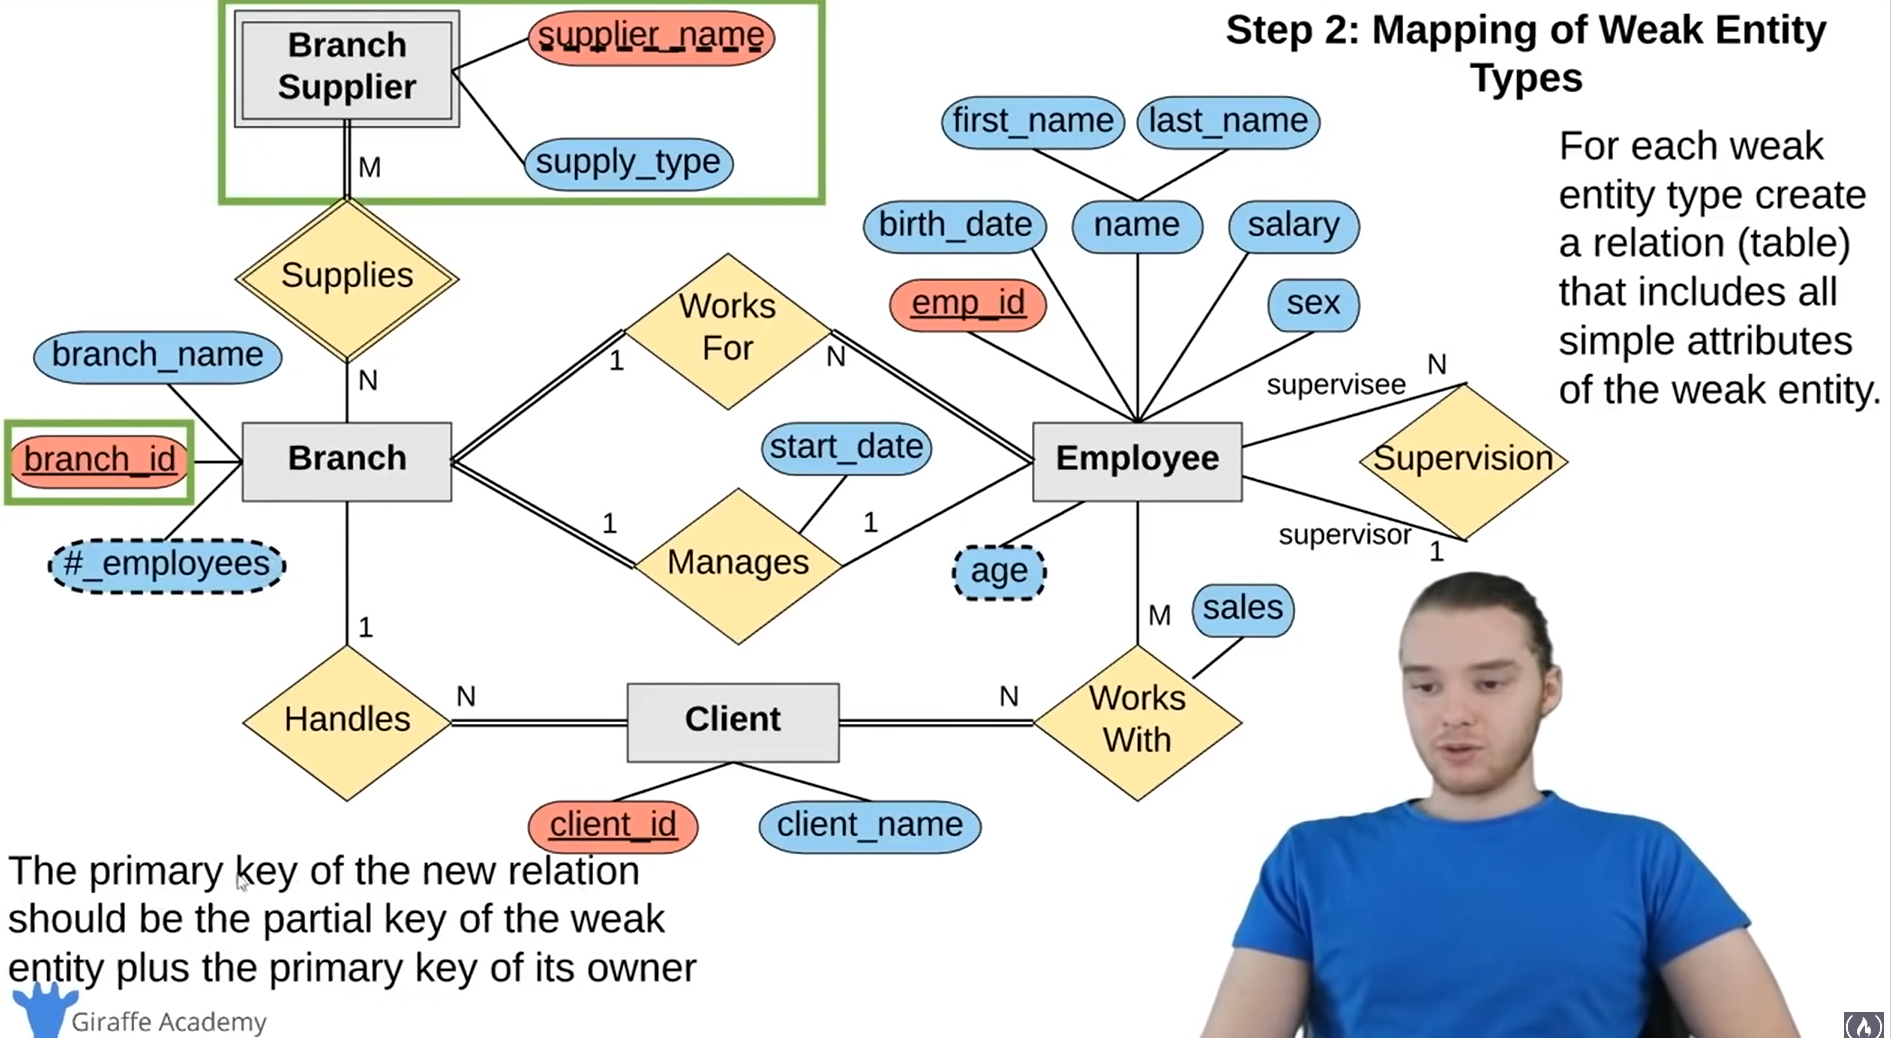 Step 2: Mapping of Weak Entity
Types
For each weak
entity type create
a relation (table)
that includes all
simple attributes
of the weak entity.
Branch
Supplier
supplier_name
supply_type
M
Supplies
N
branch_name
branch_id
#_employees
Branch
Works
For
1
N
start_date
1
Manages
1
first_name
last_name
birth_date
name
salary
emp_id
sex
Employee
age
supervisee
N
Supervision
supervisor
1
M
sales
1
Handles
N
Client
N
Works
With
client_id
client_name
The primary key of the new relation
should be the partial key of the weak
entity plus the primary key of its owner
Giraffe Academy